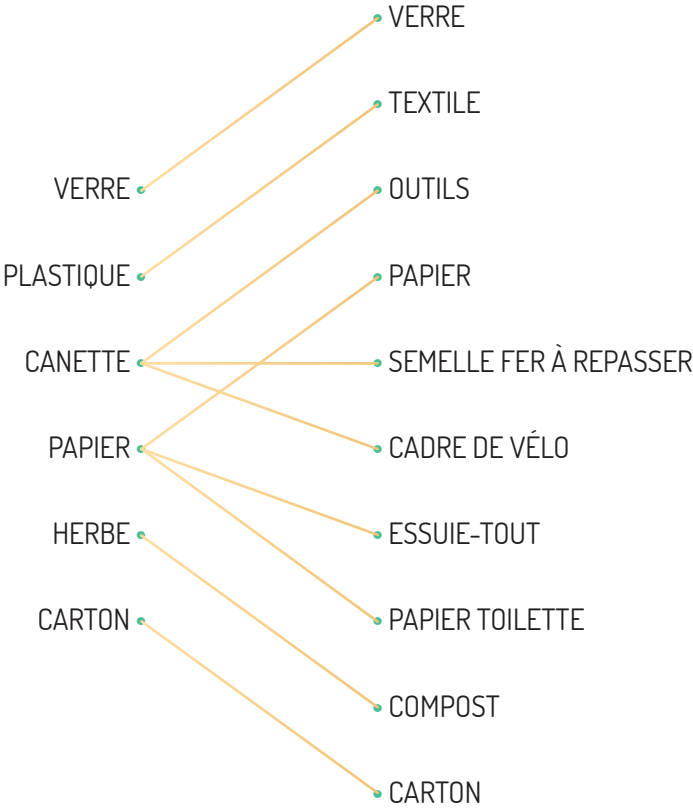 VERRE
TEXTILE
VERRE
OUTILS
PLASTIQUE
PAPIER
CANETTE
SEMELLE FER À REPASSER
PAPIER
CADRE DE VÉLO
HERBE
ESSUIE-TOUT
CARTON
PAPIER TOILETTE
COMPOST
CARTON